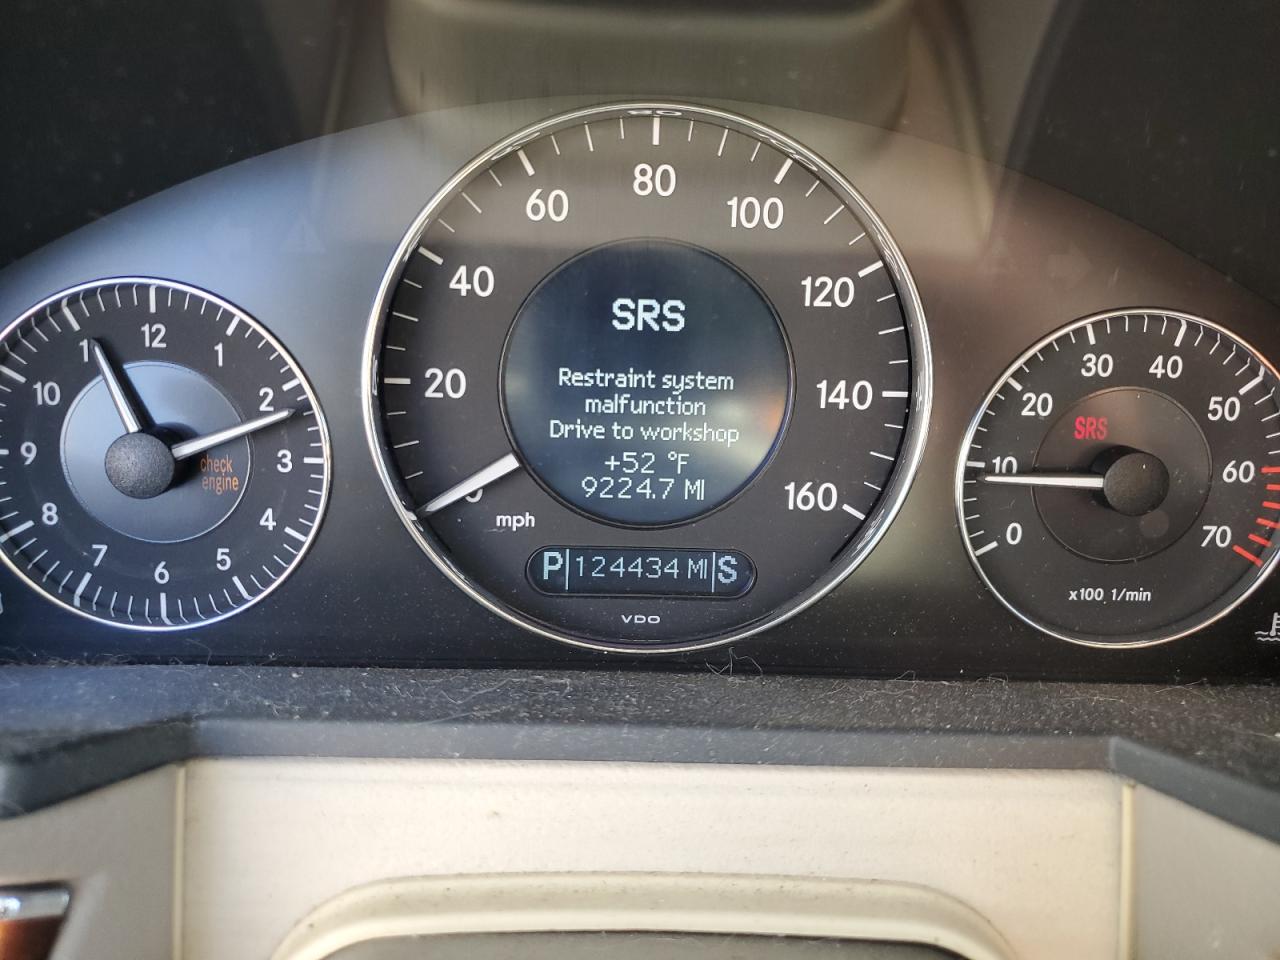 12
1
2
3
4
5
6
7
8
9
10
1
check
engine
20
40
60
80
100
120
140
160
mph
SRS
Restraint system
malfunction
Drive to workshop
+52 °F
9224.7 MI
P 124434 MI S
VDO
0
10
20
30
40
50
60
70
SRS
x100 1/min